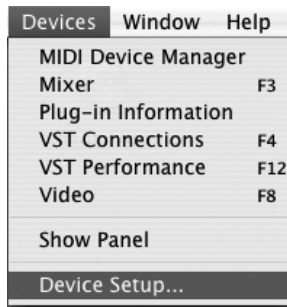 Devices Window Help
MIDI Device Manager
Mixer F3
Plug-in Information
VST Connections F4
VST Performance F12
Video F8
Show Panel
Device Setup...